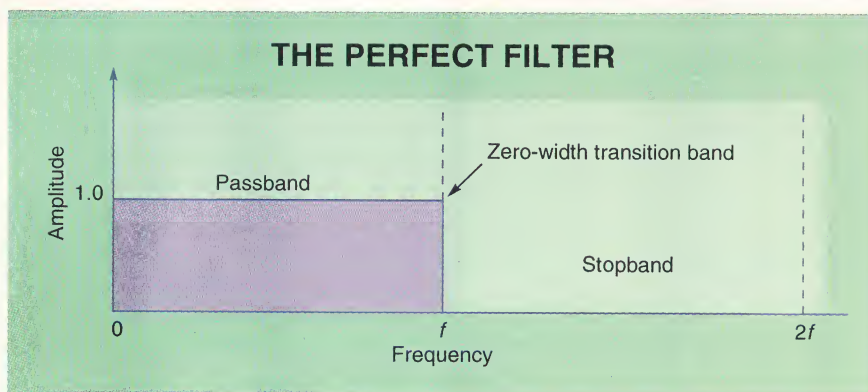 THE PERFECT FILTER
Amplitude
1.0
Passband
Zero-width transition band
Stopband
0
f
2f
Frequency